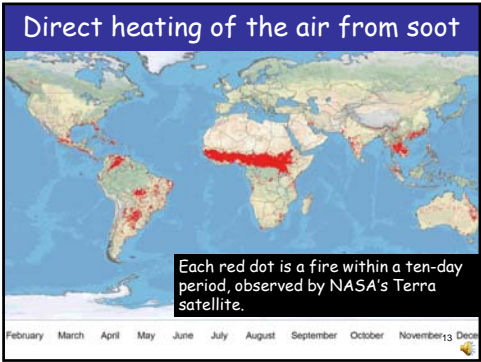 Direct heating of the air from soot
Each red dot is a fire within a ten-day
period, observed by NASA's Terra
satellite.
February March April May June July August September October November 13 Dece